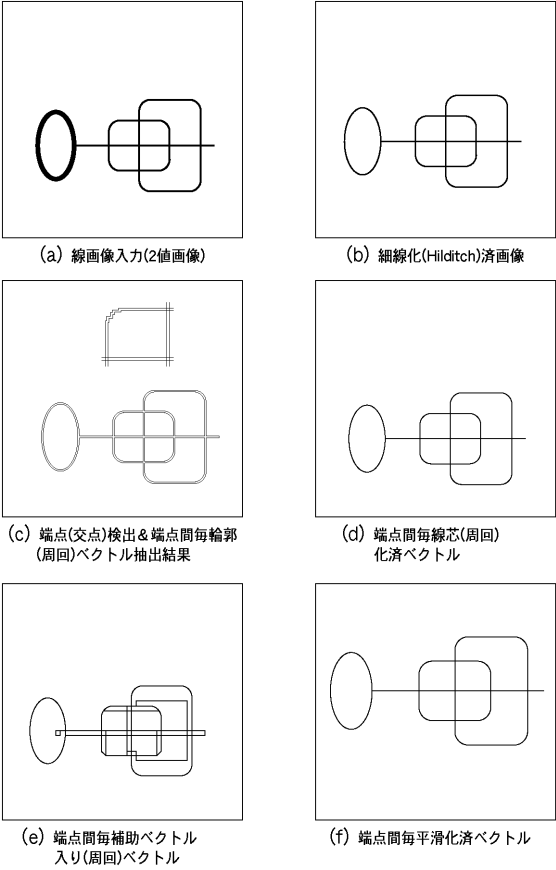 (a) 線画像入力(2値画像)
(b) 細線化(Hilditch)済画像
(c) 端点(交点)検出＆端点間毎輪郭
(周回)ベクトル抽出結果
(d) 端点間毎線芯(周回)
化済ベクトル
(e) 端点間毎補助ベクトル
入り(周回)ベクトル
(f) 端点間毎平滑化済ベクトル